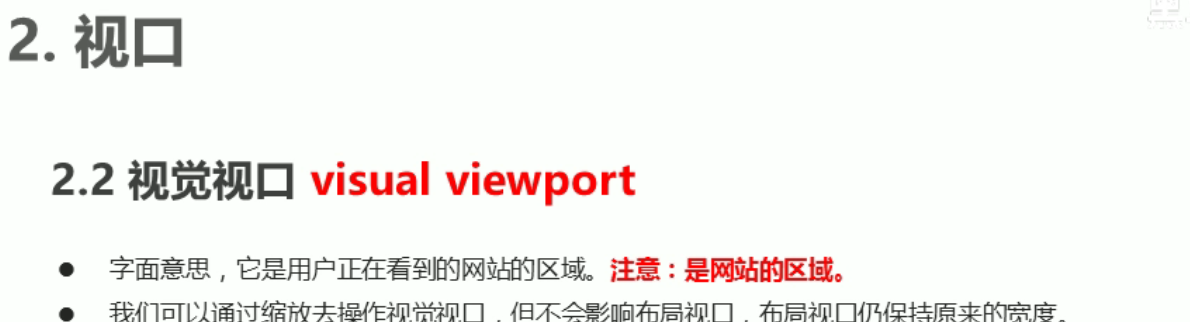 2. 视口
2.2 视觉视口 visual viewport
● 字面意思，它是用户正在看到的网站的区域。注意：是网站的区域。
● 我们可以通过缩放去操作视觉视口，但不会影响布局视口，布局视口仍保持原来的宽度。